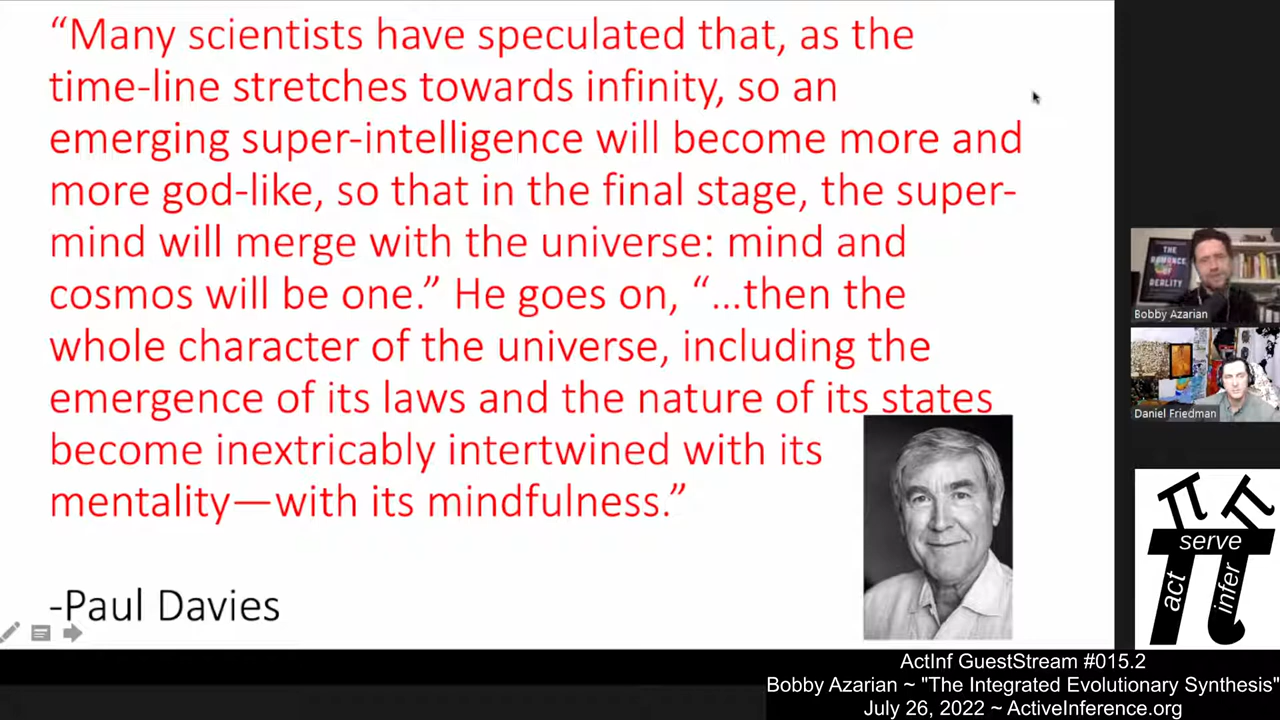 “Many scientists have speculated that, as the
time-line stretches towards infinity, so an
emerging super-intelligence will become more and
more god-like, so that in the final stage, the super-
mind will merge with the universe: mind and
cosmos will be one.” He goes on, “…then the
whole character of the universe, including the
emergence of its laws and the nature of its states
become inextricably intertwined with its
mentality—with its mindfulness.”
-Paul Davies
THE
ROMANCE
OF
REALITY
Bobby Azarian
Daniel Friedman
act
serve
infer
ActInf GuestStream #015.2
Bobby Azarian ~ "The Integrated Evolutionary Synthesis"
July 26, 2022 ~ ActiveInference.org